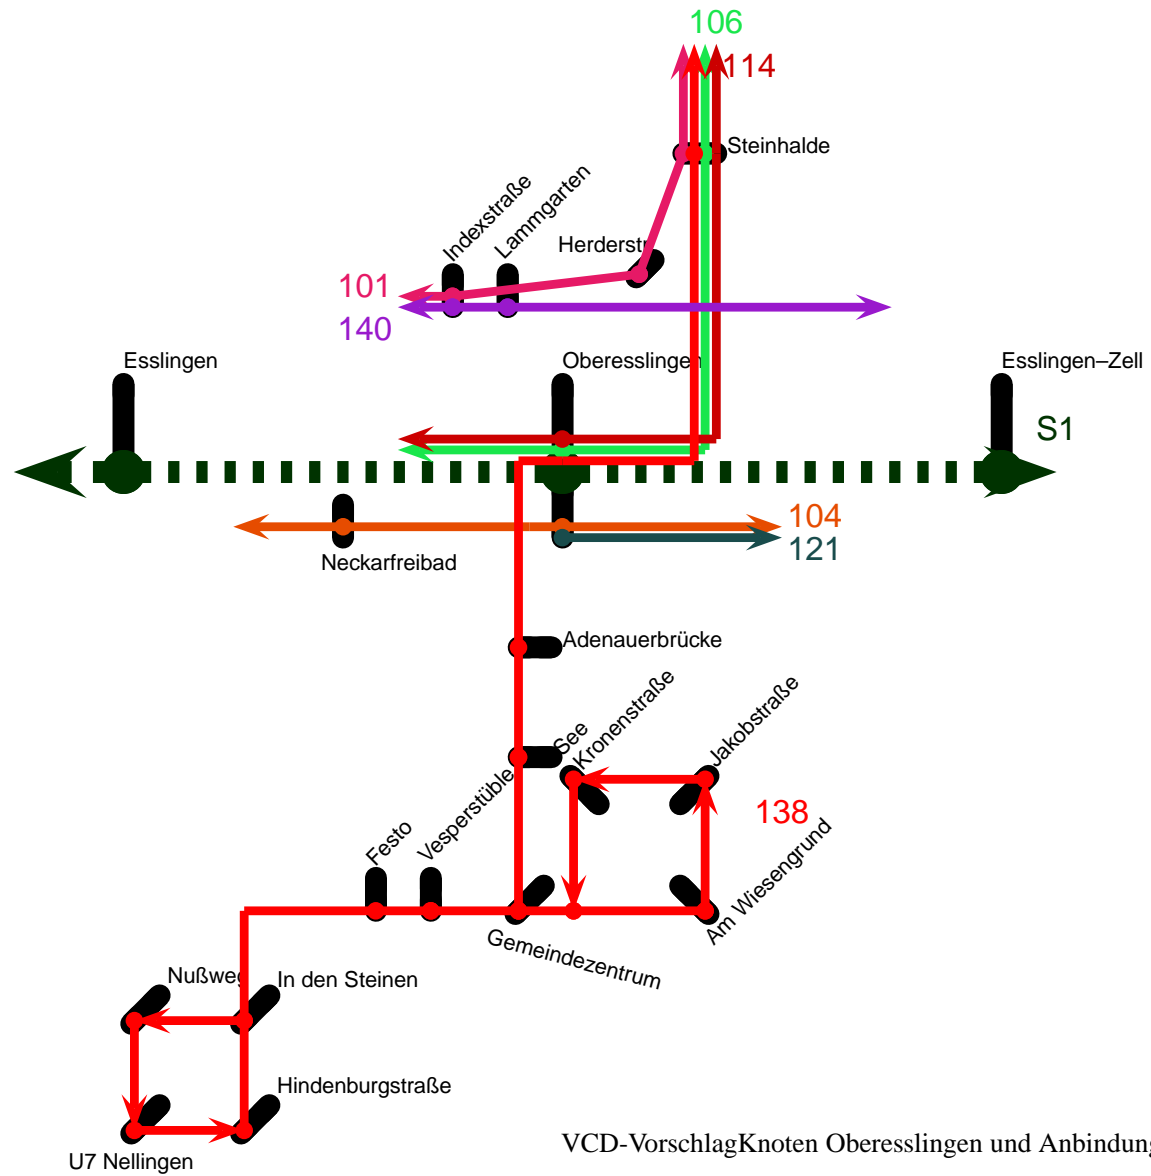 106
114
Steinhalde
Indexstraße
Lammgarten
Herderstr
101
140
Esslingen
Oberesslingen
Esslingen–Zell
S1
104
121
Neckarfreibad
Adenauerbrücke
See
Kronenstraße
Jakobstraße
138
Festo
Vesperstüble
Am Wiesengrund
Gemeindezentrum
Nußweg
In den Steinen
Hindenburgstraße
U7 Nellingen
VCD-VorschlagKnoten Oberesslingen und Anbindung